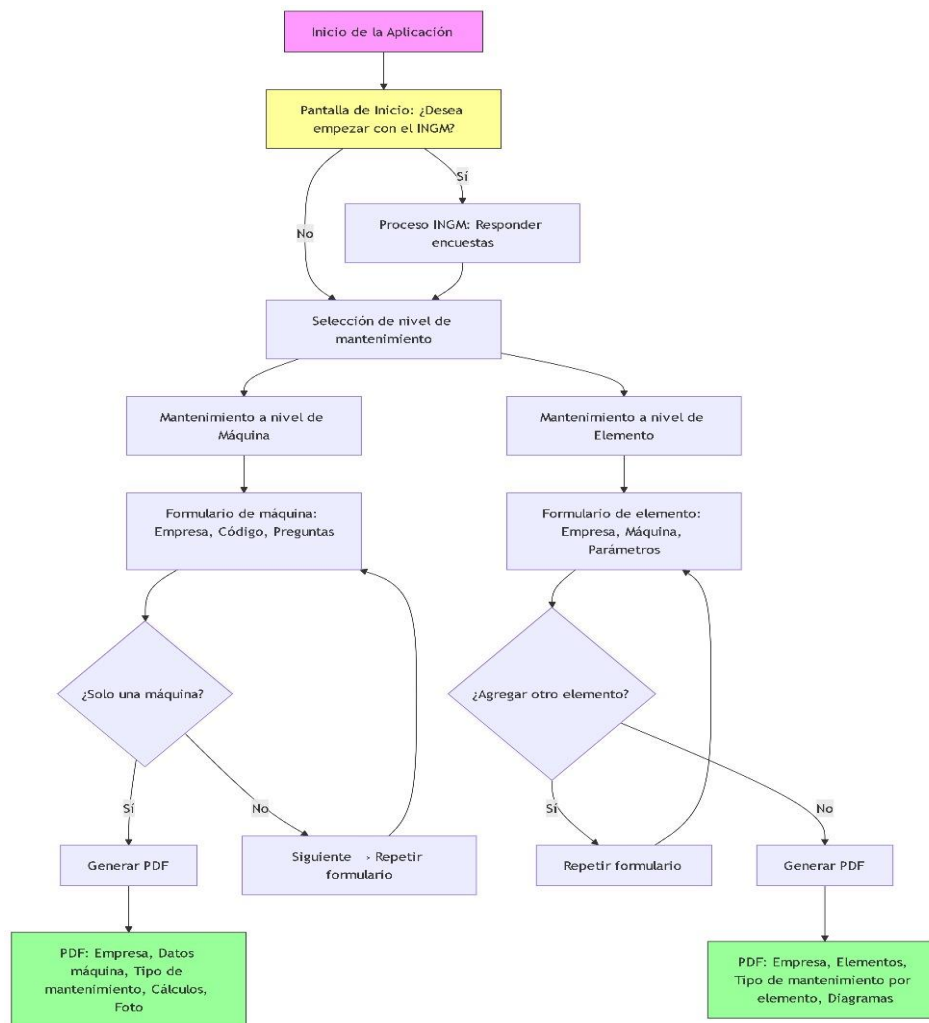 Inicio de la Aplicación
Pantalla de Inicio: ¿Desea
empezar con el INGM?
Sí
No
Proceso INGM: Responder
encuestas
Selección de nivel de
mantenimiento
Mantenimiento a nivel de
Máquina
Mantenimiento a nivel de
Elemento
Formulario de máquina:
Empresa, Código, Preguntas
Formulario de elemento:
Empresa, Máquina,
Parámetros
¿Solo una máquina?
¿Agregar otro elemento?
Sí
No
Sí
No
Generar PDF
Siguiente → Repetir
formulario
Repetir formulario
Generar PDF
PDF: Empresa, Datos
máquina, Tipo de
mantenimiento, Cálculos,
Foto
PDF: Empresa, Elementos,
Tipo de mantenimiento por
elemento, Diagramas